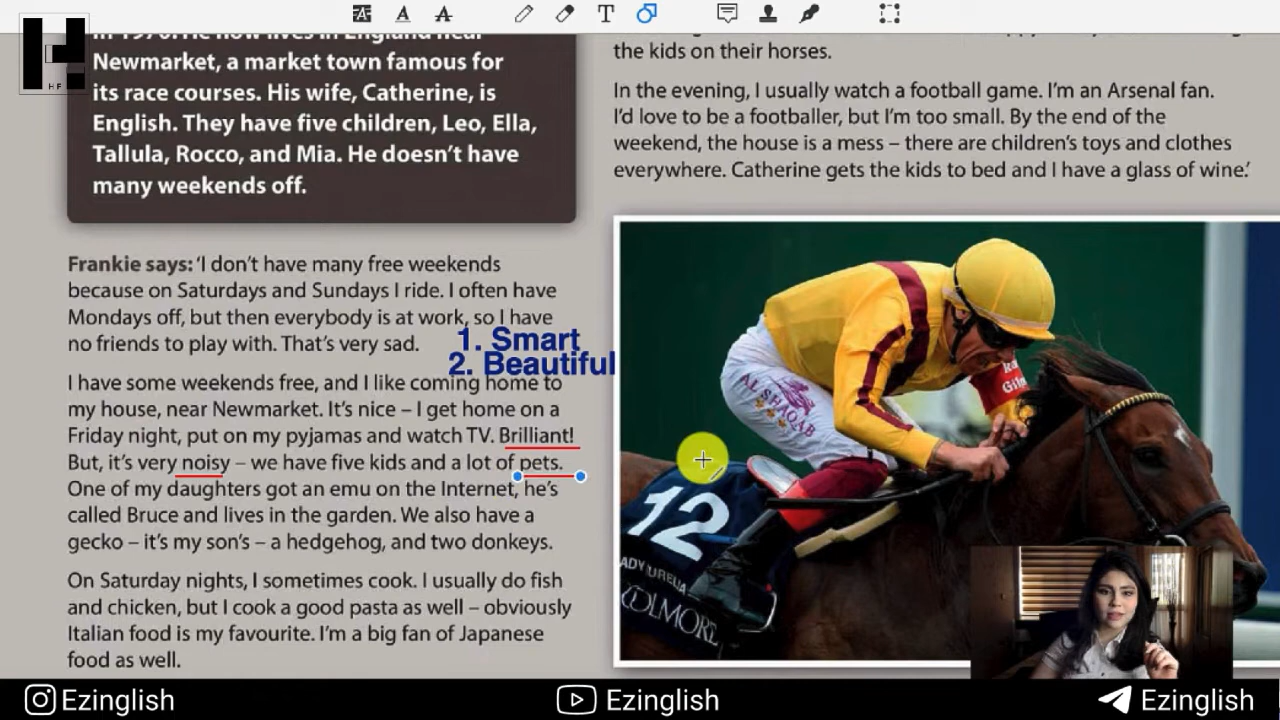 HF
in 1970. He now lives in England near
Newmarket, a market town famous for
its race courses. His wife, Catherine, is
English. They have five children, Leo, Ella,
Tallula, Rocco, and Mia. He doesn't have
many weekends off.
Frankie says: 'I don't have many free weekends
because on Saturdays and Sundays I ride. I often have
Mondays off, but then everybody is at work, so I have
no friends to play with. That's very sad.
1. Smart
2. Beautiful
I have some weekends free, and I like coming home to
my house, near Newmarket. It's nice – I get home on a
Friday night, put on my pyjamas and watch TV. Brilliant!
But, it's very noisy – we have five kids and a lot of pets.
One of my daughters got an emu on the Internet, he's
called Bruce and lives in the garden. We also have a
gecko – it's my son's – a hedgehog, and two donkeys.
On Saturday nights, I sometimes cook. I usually do fish
and chicken, but I cook a good pasta as well – obviously
Italian food is my favourite. I'm a big fan of Japanese
food as well.
the kids on their horses.
In the evening, I usually watch a football game. I'm an Arsenal fan.
I'd love to be a footballer, but I'm too small. By the end of the
weekend, the house is a mess – there are children's toys and clothes
everywhere. Catherine gets the kids to bed and I have a glass of wine.'
AL SHAQAB
12
Ezinglish
Ezinglish
Ezinglish